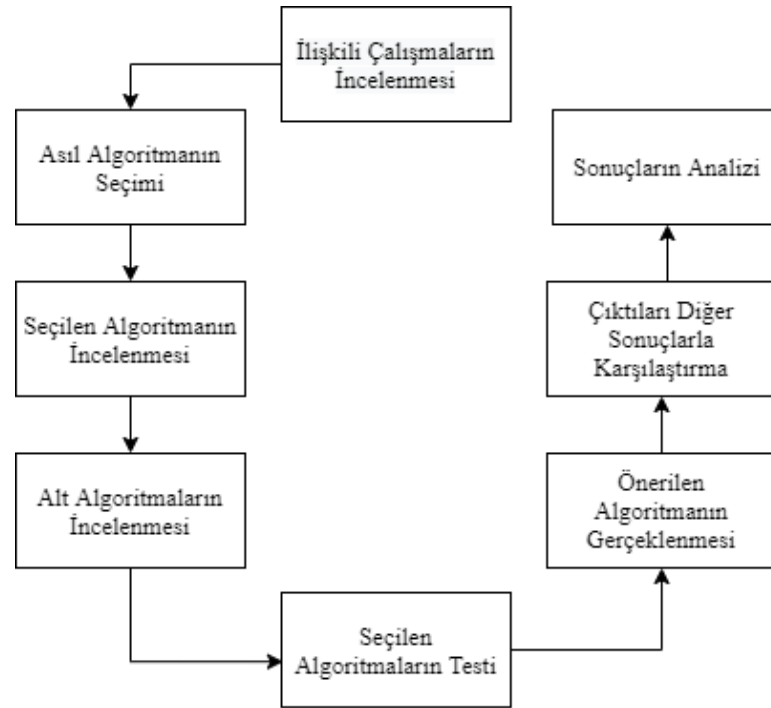 İlişkili Çalışmaların
İncelenmesi
Asıl Algoritmanın
Seçimi
Seçilen Algoritmanın
İncelenmesi
Alt Algoritmaların
İncelenmesi
Seçilen
Algoritmaların Testi
Önerilen
Algoritmanın
Gerçeklenmesi
Çıktıları Diğer
Sonuçlarla
Karşılaştırma
Sonuçların Analizi